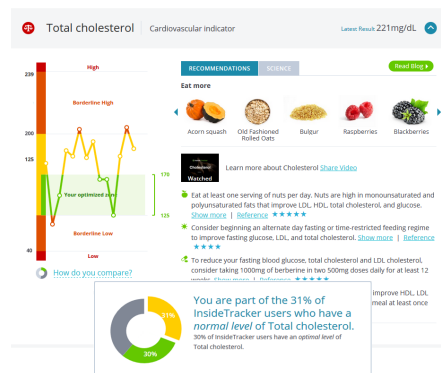 Total cholesterol
Cardiovascular indicator
Latest Result 221mg/dL
239
High
Borderline High
200
125
Your optimized zone
170
125
Borderline Low
40
Low
How do you compare?
RECOMMENDATIONS
SCIENCE
Read Blog
Eat more
Acorn squash
Old Fashioned
Rolled Oats
Bulgur
Raspberries
Blackberries
Cholesterol
Watched
Learn more about Cholesterol Share Video
Eat at least one serving of nuts per day. Nuts are high in monounsaturated and
polyunsaturated fats that improve LDL, HDL, total cholesterol, and glucose.
Show more | Reference ★★★★★
Consider beginning an alternate day fasting or time-restricted feeding regime
to improve fasting glucose, LDL, and total cholesterol. Show more | Reference
★★★★
To reduce your fasting blood glucose, total cholesterol and LDL cholesterol,
consider taking 1000mg of berberine in two 500mg doses daily for at least 12
weeks. Show more | Reference ★★★★★
improve HDL, LDL
meal at least once
31%
30%
You are part of the 31% of
InsideTracker users who have a
normal level of Total cholesterol.
30% of InsideTracker users have an optimal level of
Total cholesterol.